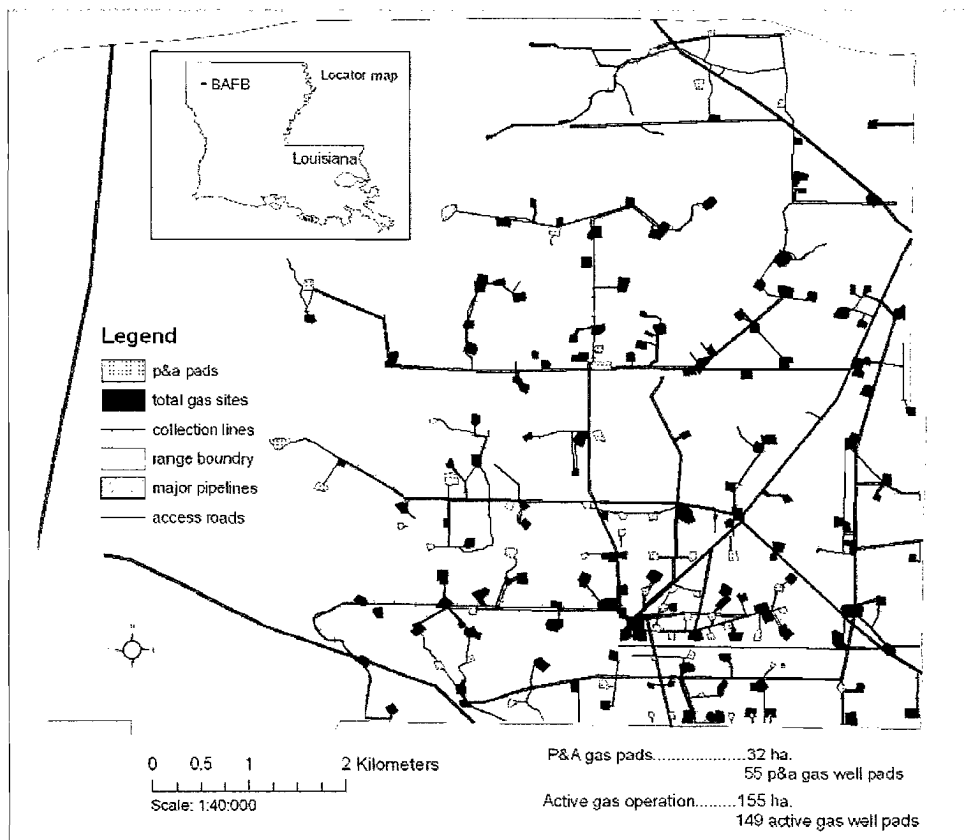 Locator map
BAFB
Louisiana
Legend
p&a pads
total gas sites
collection lines
range boundry
major pipelines
access roads
N
0 0.5 1 2 Kilometers
Scale: 1:40:000
P&A gas pads....................32 ha.
55 p&a gas well pads
Active gas operation.........155 ha.
149 active gas well pads